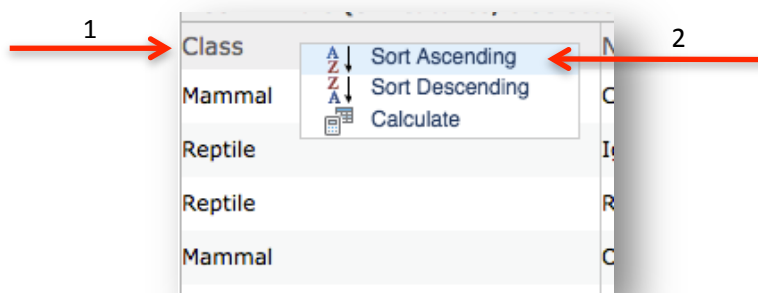 1
2
Class
Sort Ascending
Mammal
Sort Descending
Calculate
Reptile
Reptile
Mammal